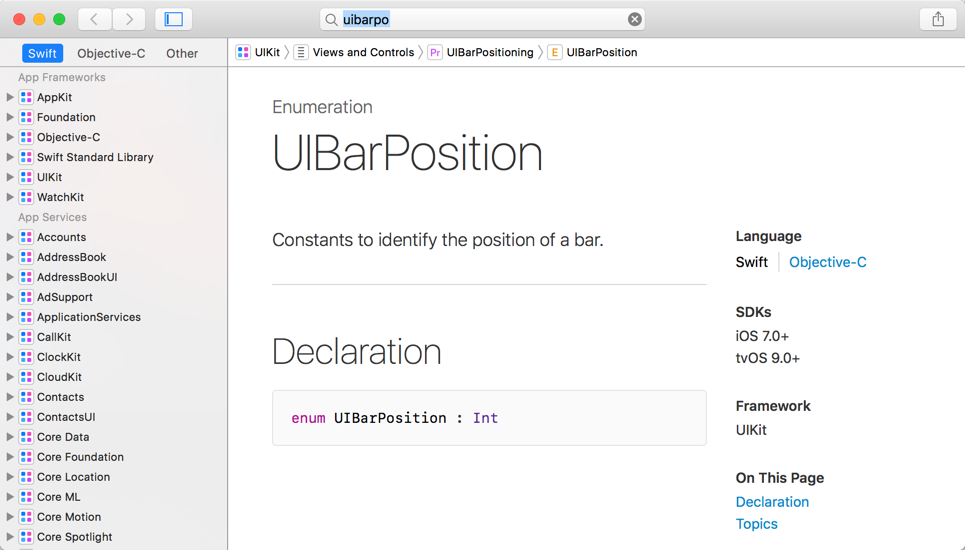 uibarpo
Swift Objective-C Other
UIKit Views and Controls Pr UIBarPositioning E UIBarPosition
App Frameworks
AppKit
Foundation
Objective-C
Swift Standard Library
UIKit
WatchKit
App Services
Accounts
AddressBook
AddressBookUI
AdSupport
ApplicationServices
CallKit
ClockKit
CloudKit
Contacts
ContactsUI
Core Data
Core Foundation
Core Location
Core ML
Core Motion
Core Spotlight
Enumeration
UIBarPosition
Constants to identify the position of a bar.
Declaration
enum UIBarPosition : Int
Language
Swift Objective-C
SDKs
iOS 7.0+
tvOS 9.0+
Framework
UIKit
On This Page
Declaration
Topics